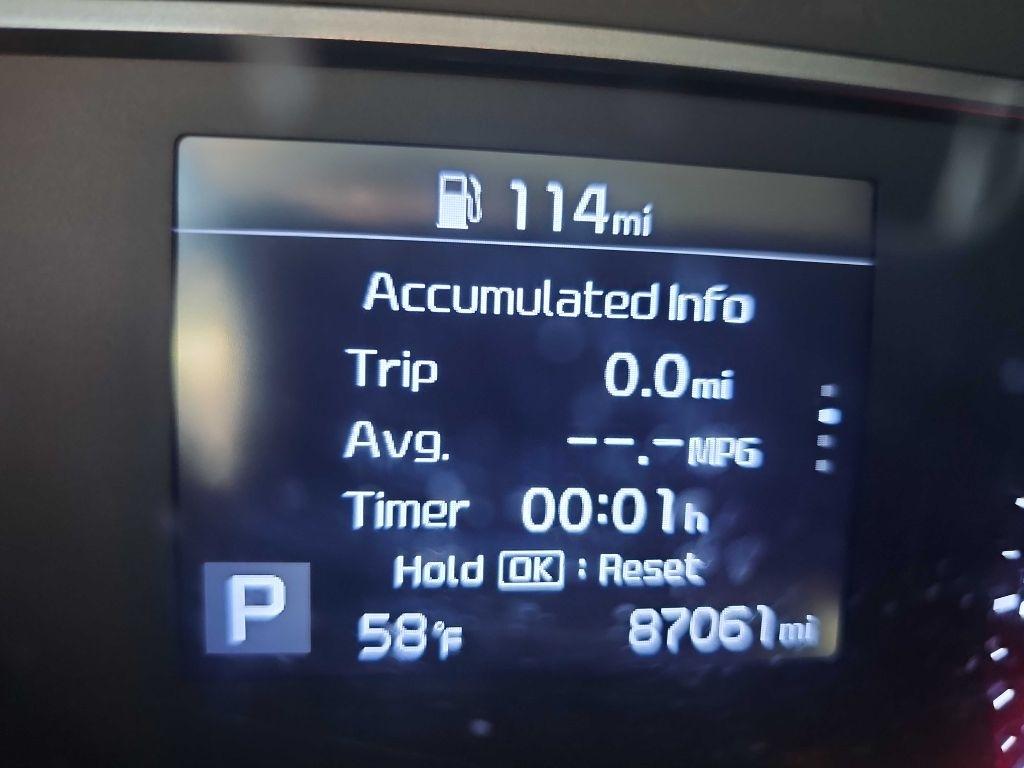 114mi
Accumulated Info
Trip 0.0mi
Avg. --.-MPG
Timer 00:01h
Hold OK : Reset
P 58°F 87061mi